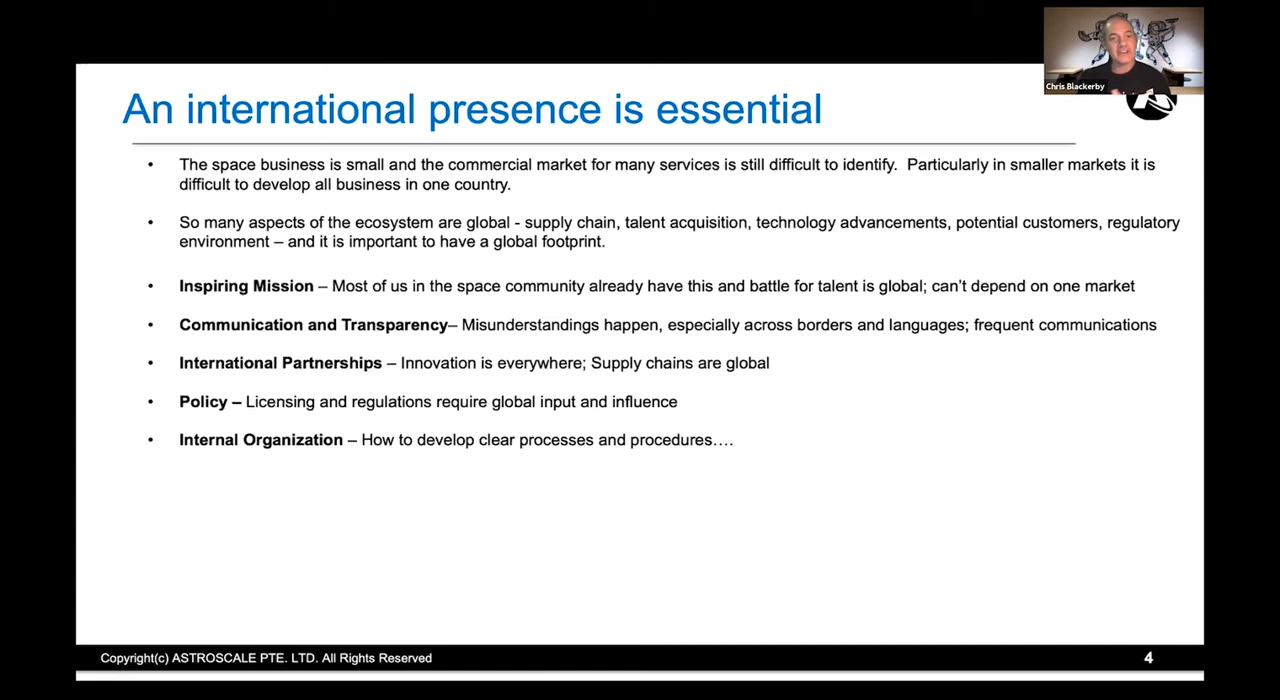 Chris Blackerby
An international presence is essential
• The space business is small and the commercial market for many services is still difficult to identify.  Particularly in smaller markets it is
difficult to develop all business in one country.
• So many aspects of the ecosystem are global - supply chain, talent acquisition, technology advancements, potential customers, regulatory
environment – and it is important to have a global footprint.
• Inspiring Mission – Most of us in the space community already have this and battle for talent is global; can’t depend on one market
• Communication and Transparency– Misunderstandings happen, especially across borders and languages; frequent communications
• International Partnerships – Innovation is everywhere; Supply chains are global
• Policy – Licensing and regulations require global input and influence
• Internal Organization – How to develop clear processes and procedures….
Copyright(c) ASTROSCALE PTE. LTD. All Rights Reserved
4